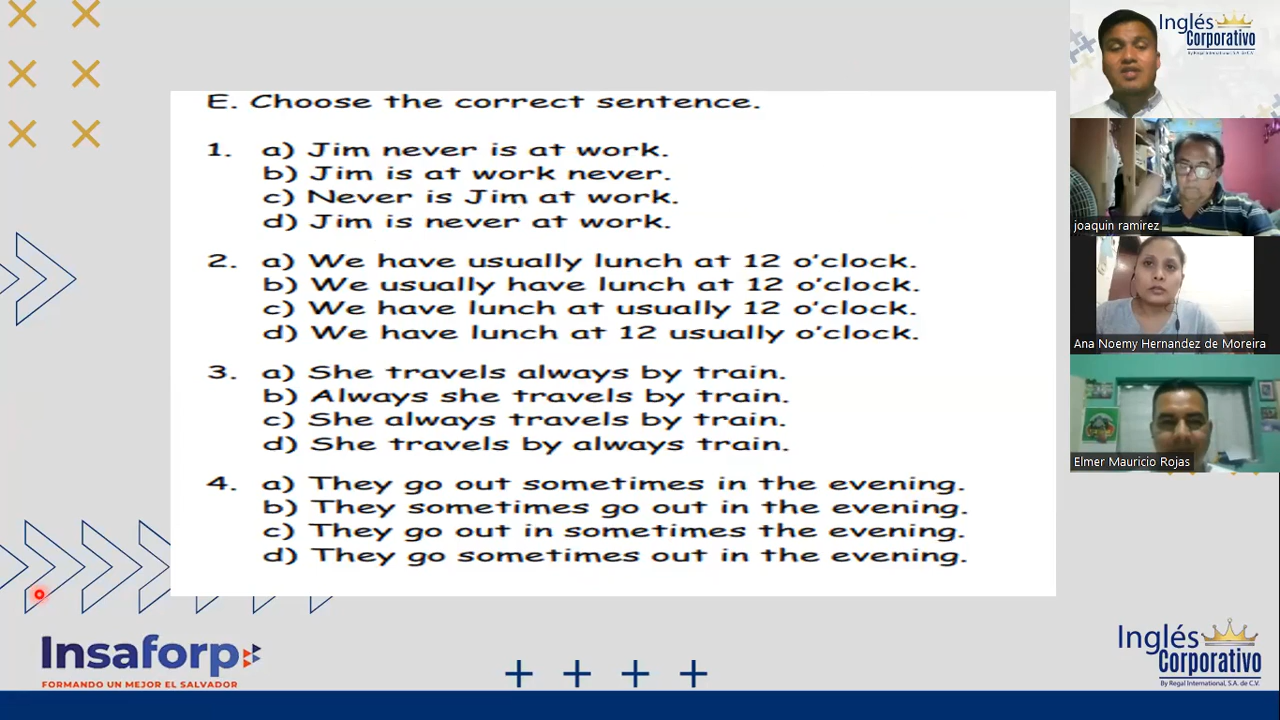 E. Choose the correct sentence.
1. a) Jim never is at work.
b) Jim is at work never.
c) Never is Jim at work.
d) Jim is never at work.
2. a) We have usually lunch at 12 o'clock.
b) We usually have lunch at 12 o'clock.
c) We have lunch at usually 12 o'clock.
d) We have lunch at 12 usually o'clock.
3. a) She travels always by train.
b) Always she travels by train.
c) She always travels by train.
d) She travels by always train.
4. a) They go out sometimes in the evening.
b) They sometimes go out in the evening.
c) They go out in sometimes the evening.
d) They go sometimes out in the evening.
Inglés
Corporativo
By Regal International, S.A. de C.V.
joaquin ramirez
Ana Noemy Hernandez de Moreira
Elmer Mauricio Rojas
Insaforp
FORMANDO UN MEJOR EL SALVADOR
Inglés
Corporativo
By Regal International, S.A. de C.V.